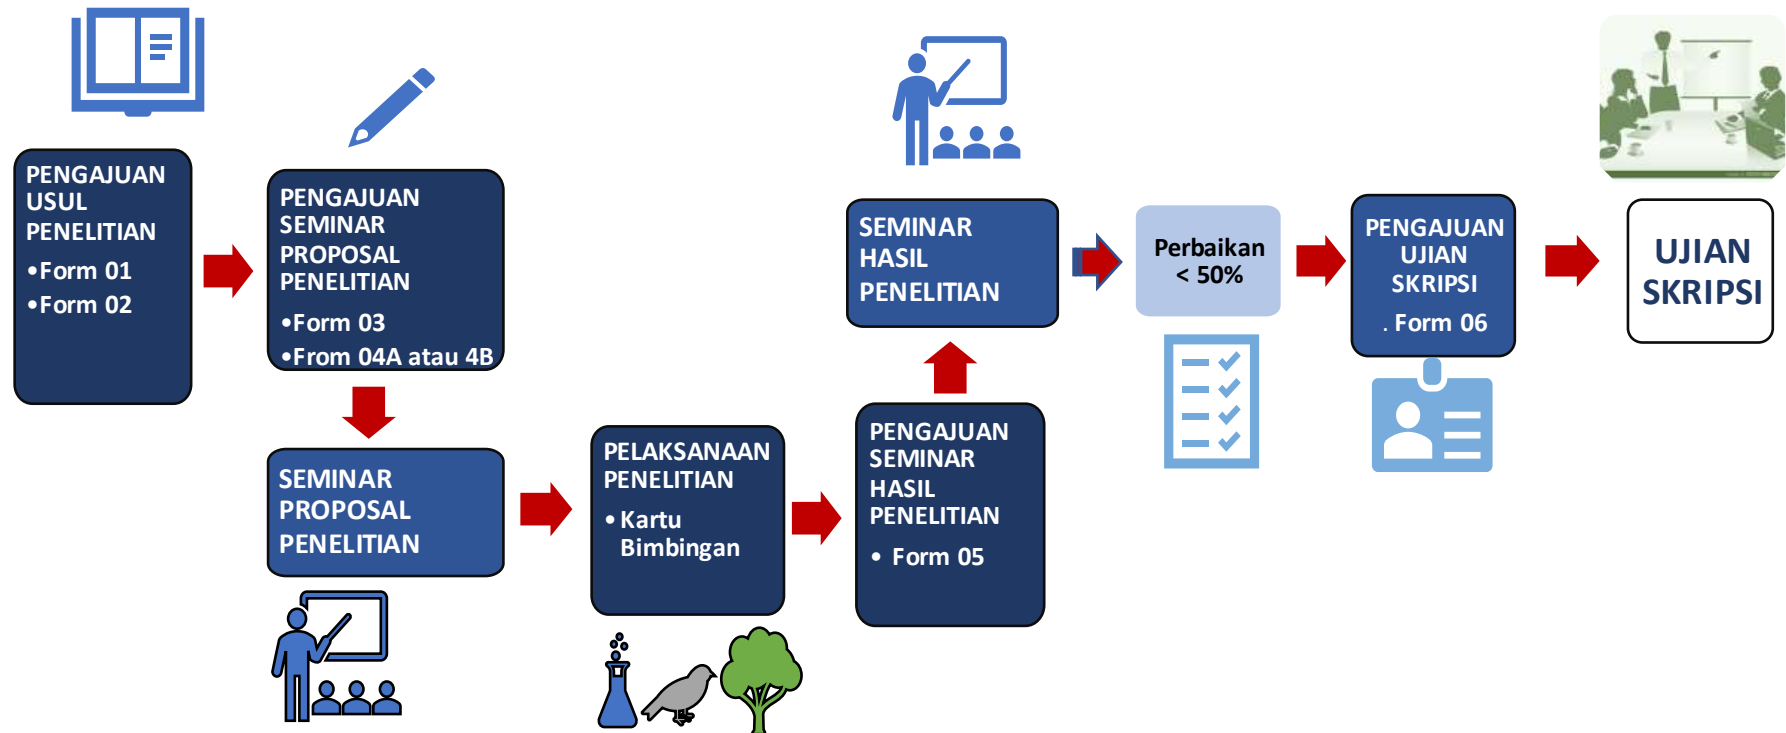 PENGAJUAN
USUL
PENELITIAN
•Form 01
•Form 02
PENGAJUAN
SEMINAR
PROPOSAL
PENELITIAN
•Form 03
•From 04A atau 4B
SEMINAR
PROPOSAL
PENELITIAN
PELAKSANAAN
PENELITIAN
• Kartu
Bimbingan
PENGAJUAN
SEMINAR
HASIL
PENELITIAN
• Form 05
SEMINAR
HASIL
PENELITIAN
Perbaikan
< 50%
PENGAJUAN
UJIAN
SKRIPSI
. Form 06
UJIAN
SKRIPSI